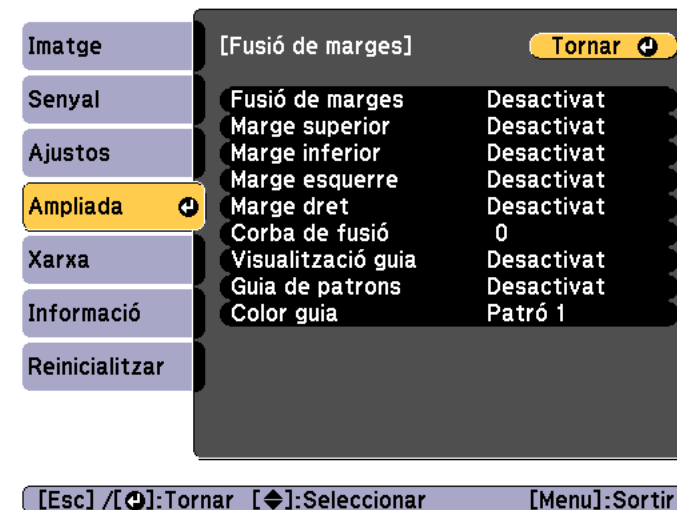 Imatge
Senyal
Ajustos
Ampliada
Xarxa
Informació
Reinicialitzar
[Fusió de marges] Tornar
Fusió de marges Desactivat
Marge superior Desactivat
Marge inferior Desactivat
Marge esquerre Desactivat
Marge dret Desactivat
Corba de fusió 0
Visualització guia Desactivat
Guia de patrons Desactivat
Color guia Patró 1
[Esc] /[⏎]:Tornar [◆]:Seleccionar [Menu]:Sortir